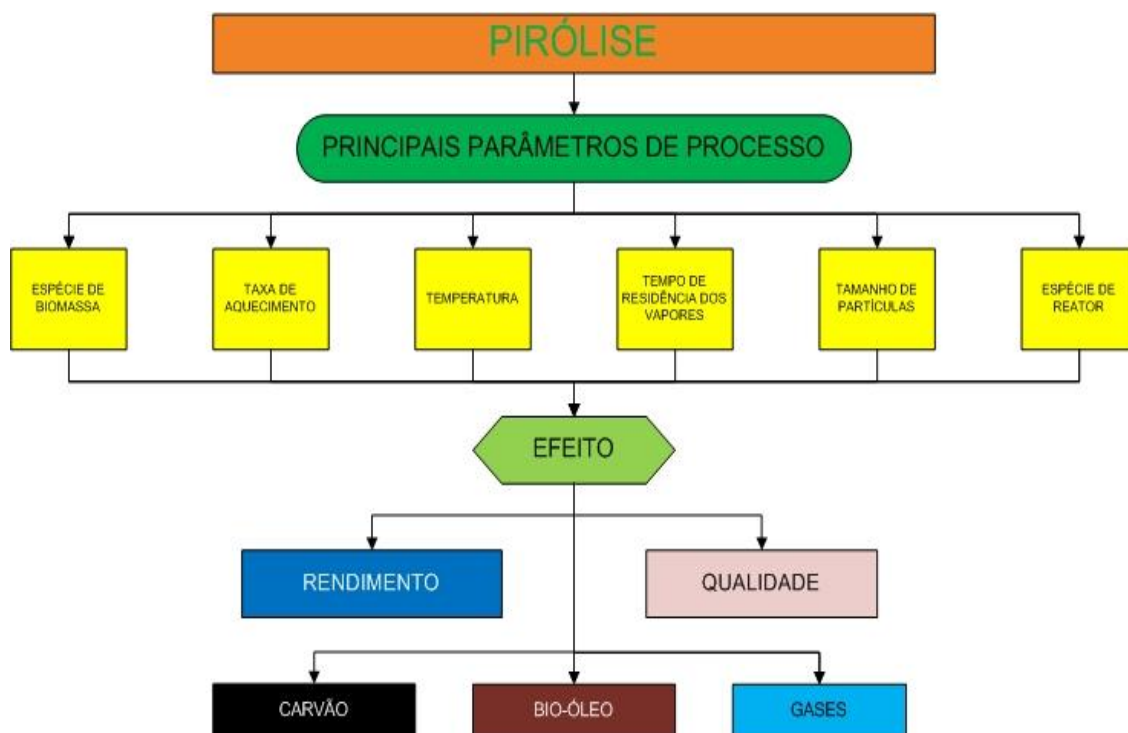 PIRÓLISE
PRINCIPAIS PARÂMETROS DE PROCESSO
ESPÉCIE DE
BIOMASSA
TAXA DE
AQUECIMENTO
TEMPERATURA
TEMPO DE
RESIDÊNCIA DOS
VAPORES
TAMANHO DE
PARTÍCULAS
ESPÉCIE DE
REATOR
EFEITO
RENDIMENTO
QUALIDADE
CARVÃO
BIO-ÓLEO
GASES